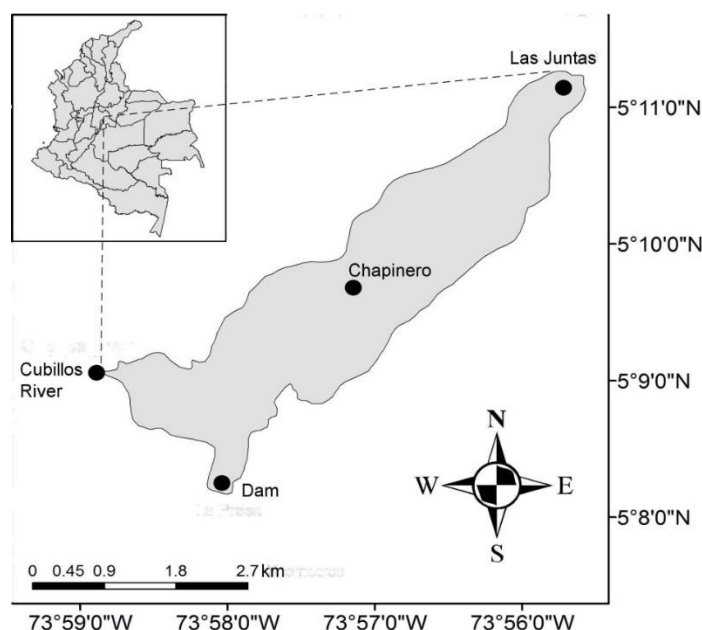 Las Juntas
5°11'0"N
5°10'0"N
Chapinero
Cubillos
River
5°9'0"N
N
W
E
S
Dam
5°8'0"N
0 0.45 0.9 1.8 2.7 km
73°59'0"W 73°58'0"W 73°57'0"W 73°56'0"W